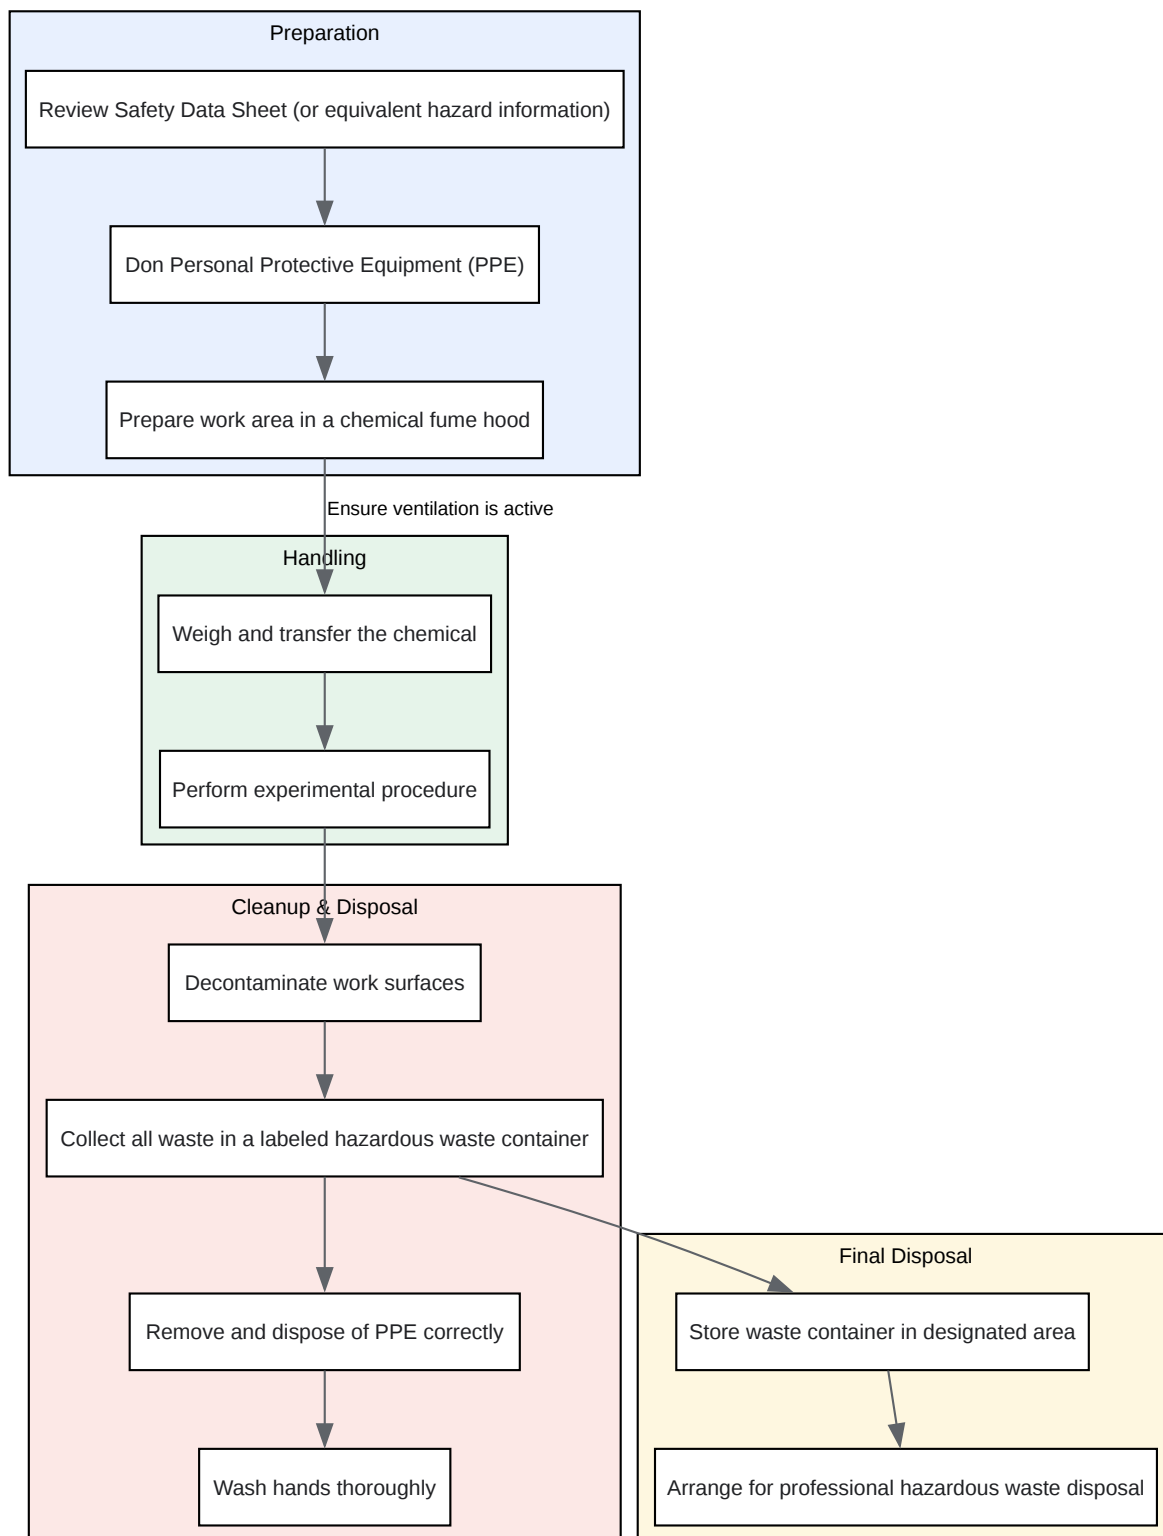 Preparation
Review Safety Data Sheet (or equivalent hazard information)
Don Personal Protective Equipment (PPE)
Prepare work area in a chemical fume hood
Ensure ventilation is active
Handling
Weigh and transfer the chemical
Perform experimental procedure
Cleanup & Disposal
Decontaminate work surfaces
Collect all waste in a labeled hazardous waste container
Remove and dispose of PPE correctly
Wash hands thoroughly
Final Disposal
Store waste container in designated area
Arrange for professional hazardous waste disposal